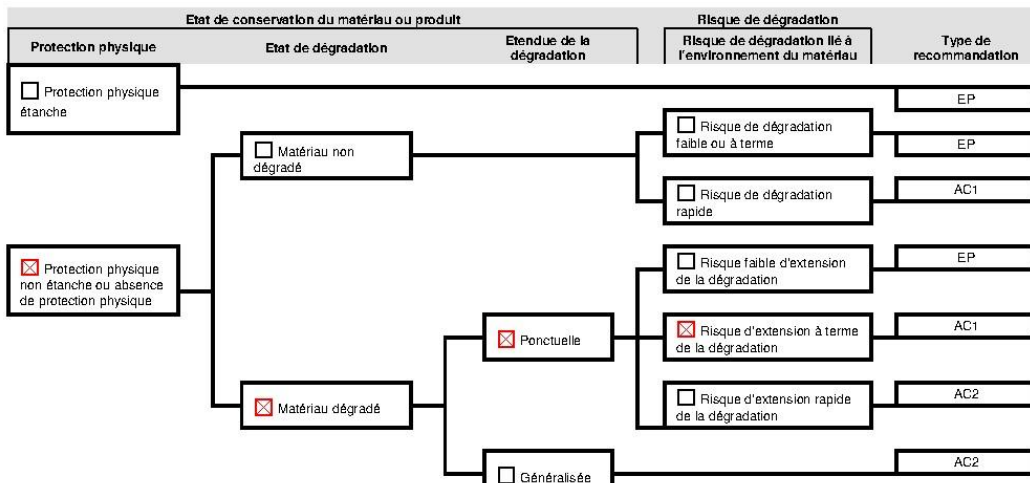 Etat de conservation du matériau ou produit
Risque de dégradation
Protection physique
Etat de dégradation
Etendue de la
dégradation
Risque de dégradation lié à
l'environnement du matériau
Type de
recommandation
Protection physique
étanche
EP
Matériau non
dégradé
Risque de dégradation
faible ou à terme
EP
Risque de dégradation
rapide
AC1
Protection physique
non étanche ou absence
de protection physique
Risque faible d'extension
de la dégradation
EP
Ponctuelle
Risque d'extension à terme
de la dégradation
AC1
Matériau dégradé
Risque d'extension rapide
de la dégradation
AC2
Généralisée
AC2